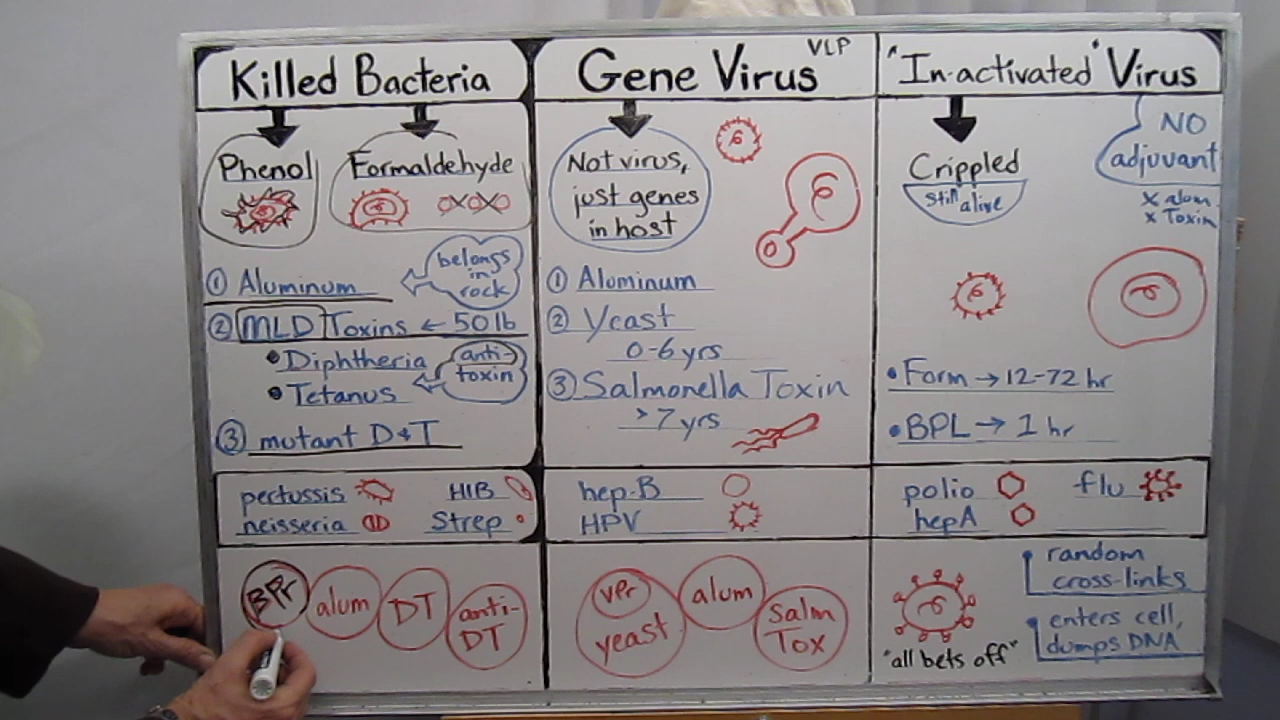 Killed Bacteria
Phenol
Formaldehyde
① Aluminum
belongs
in
rock
② MLD Toxins ← 50 lb
• Diphtheria
• Tetanus
anti-
toxin
③ mutant D+T
pertussis
HIB
neisseria
Strep
BPr
alum
DT
anti-
DT
Gene Virus
VLP
Not virus,
just genes
in host
① Aluminum
② Yeast
0-6 yrs
③ Salmonella Toxin
>7 yrs
hep-B
HPV
VPr
yeast
alum
Salm
Tox
"In-activated" Virus
Crippled
still alive
NO
adjuvant
x alum
x Toxin
• Form → 12-72 hr
• BPL → 1 hr
polio
flu
hepA
random
cross-links
enters cell,
dumps DNA
"all bets off"